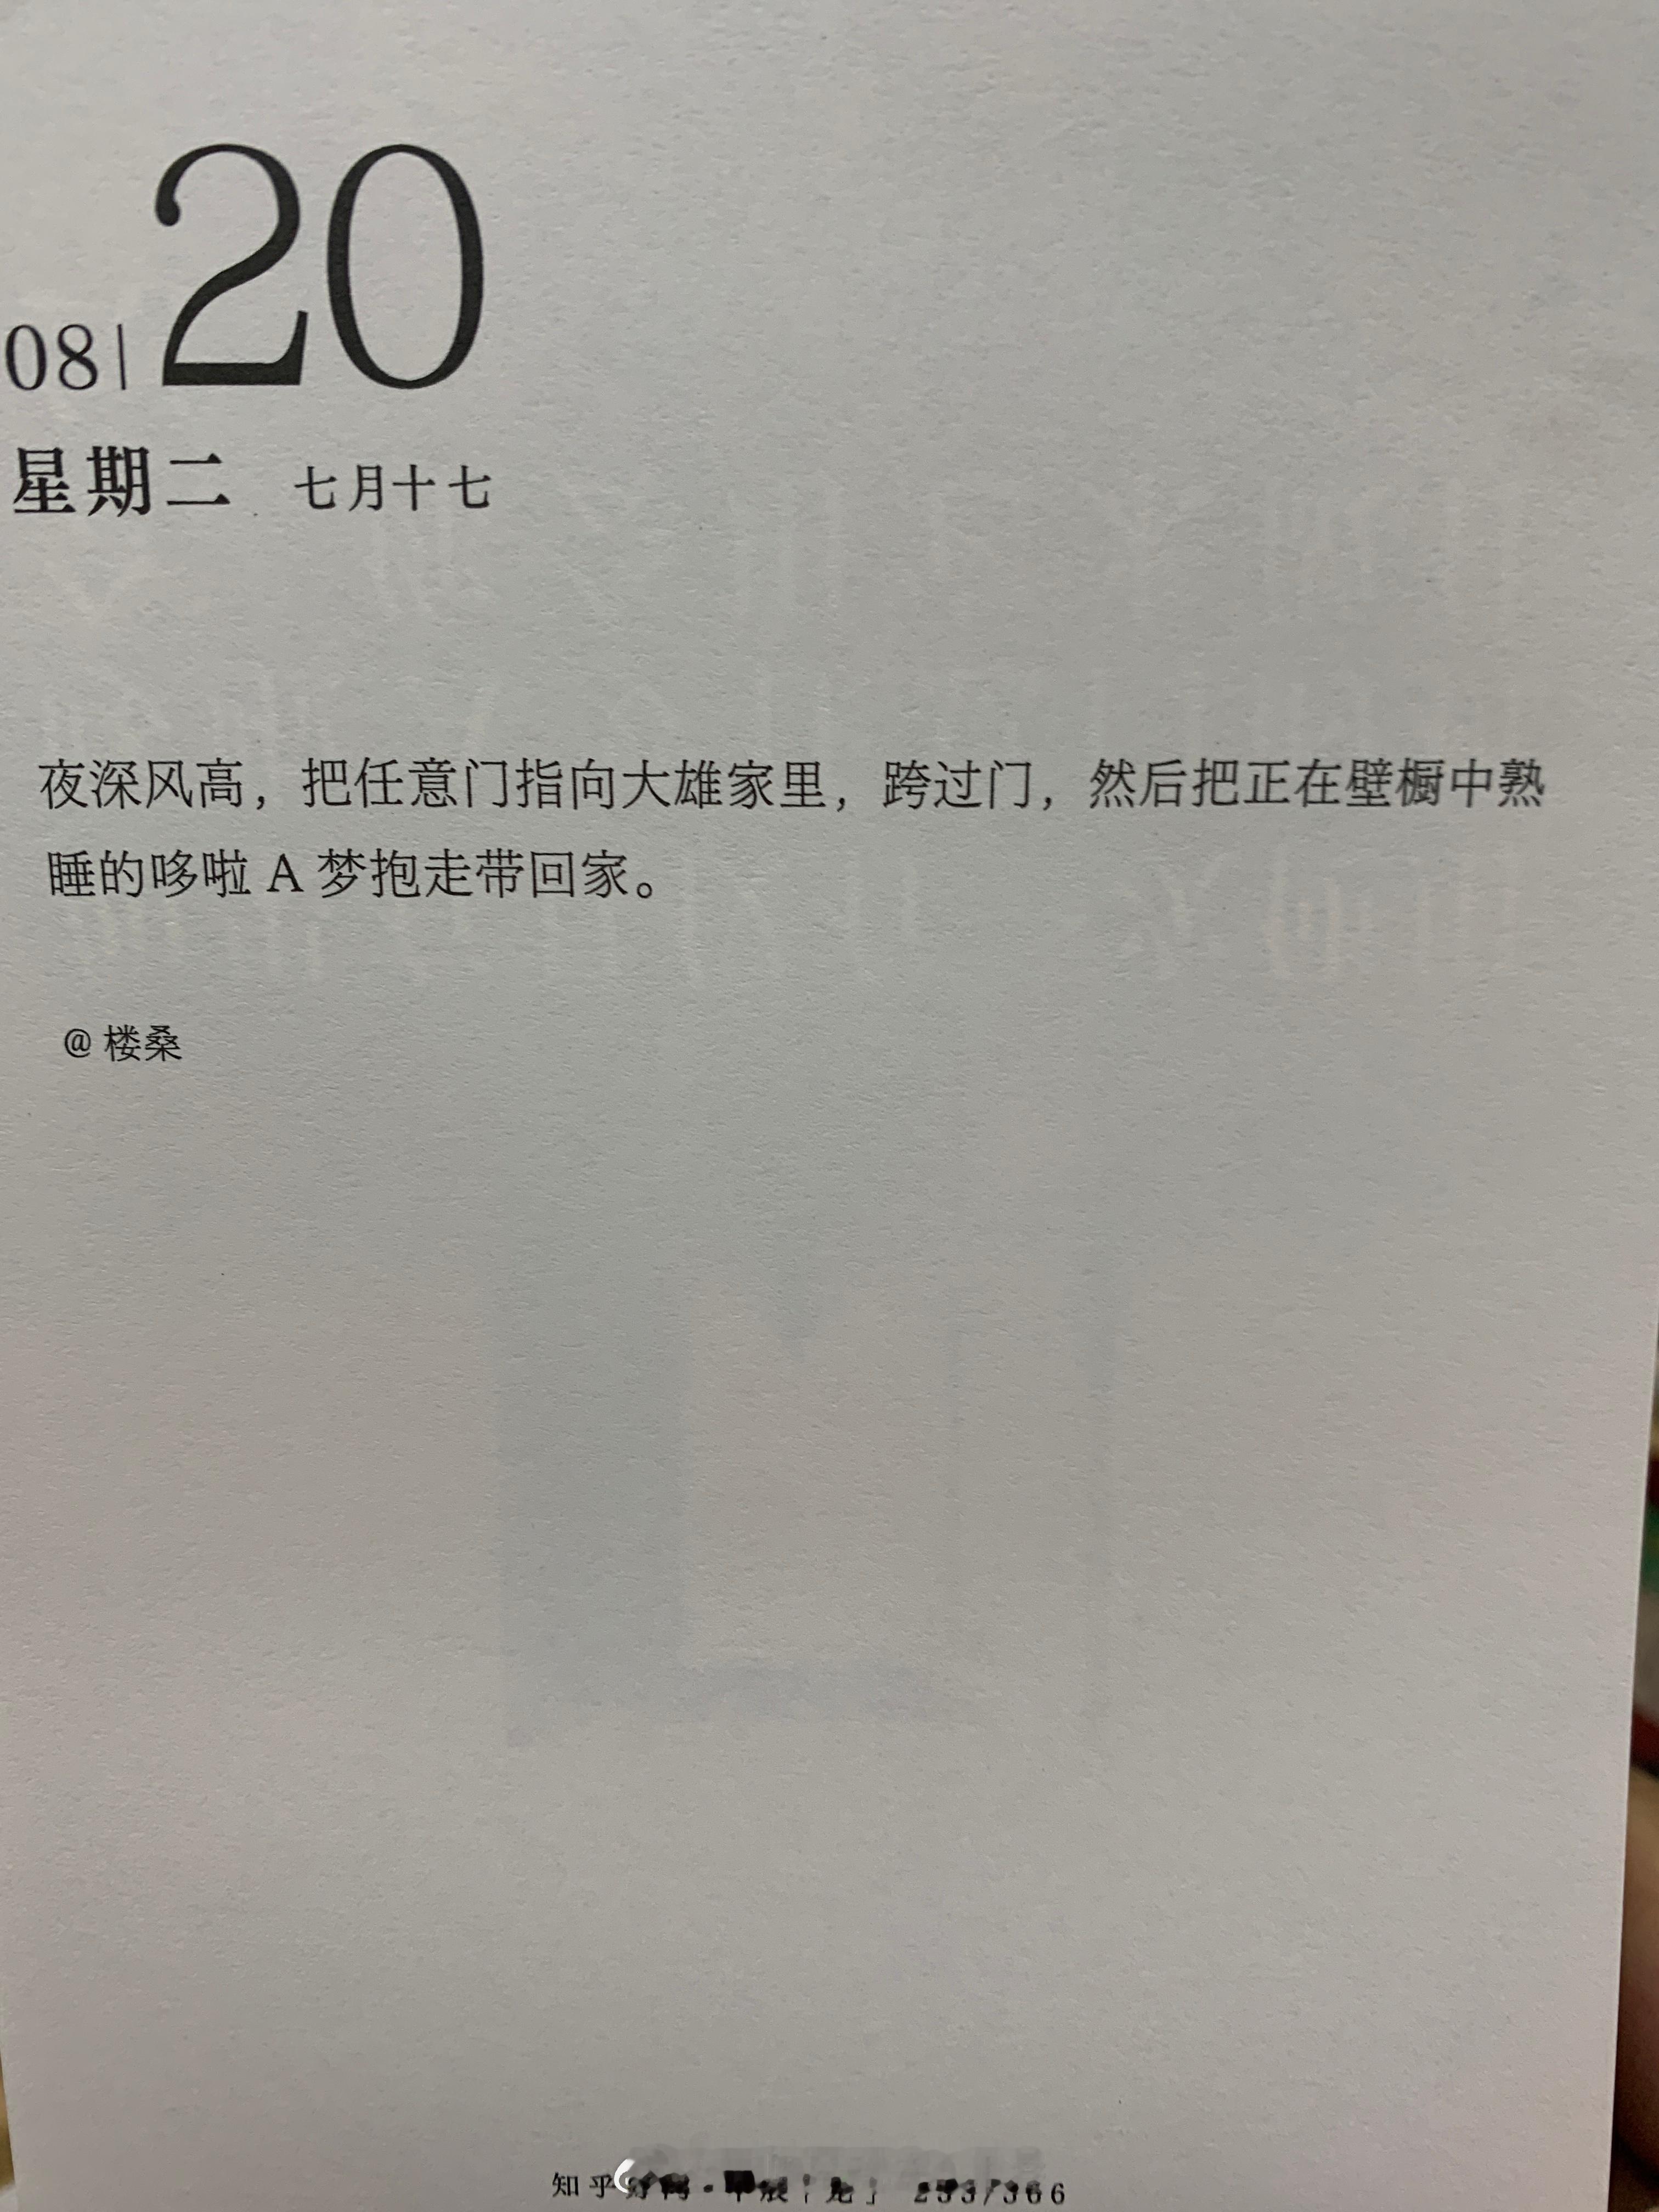 08|20
星期二 七月十七
夜深风高，把任意门指向大雄家里，跨过门，然后把正在壁橱中熟
睡的哆啦 A 梦抱走带回家。
@ 楼桑
知乎 233/366